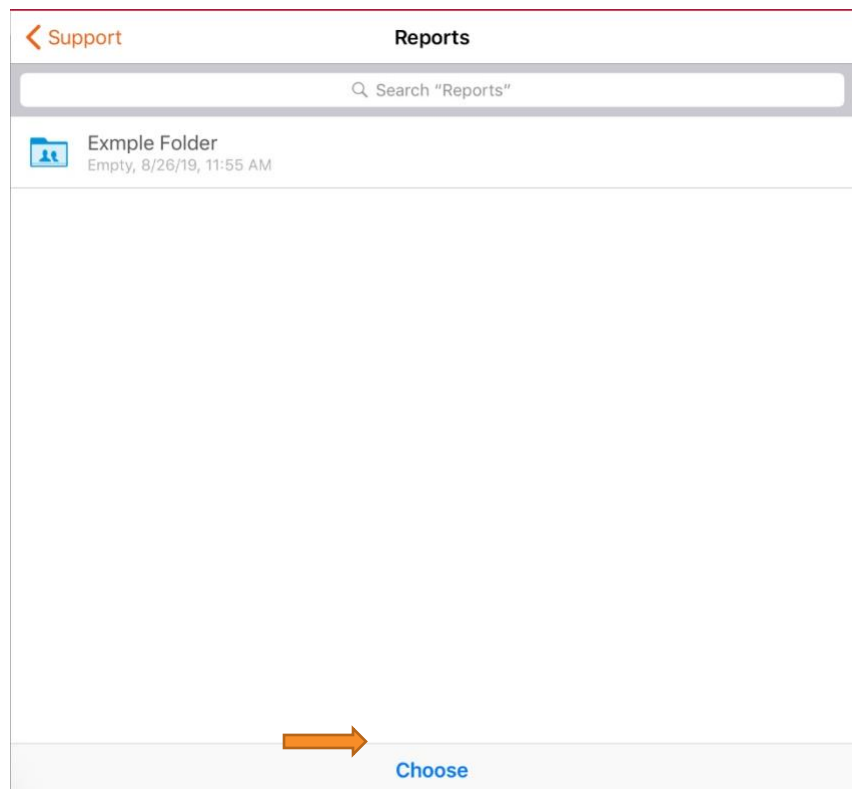 Support
Reports
Search "Reports"
Exmple Folder
Empty, 8/26/19, 11:55 AM
Choose